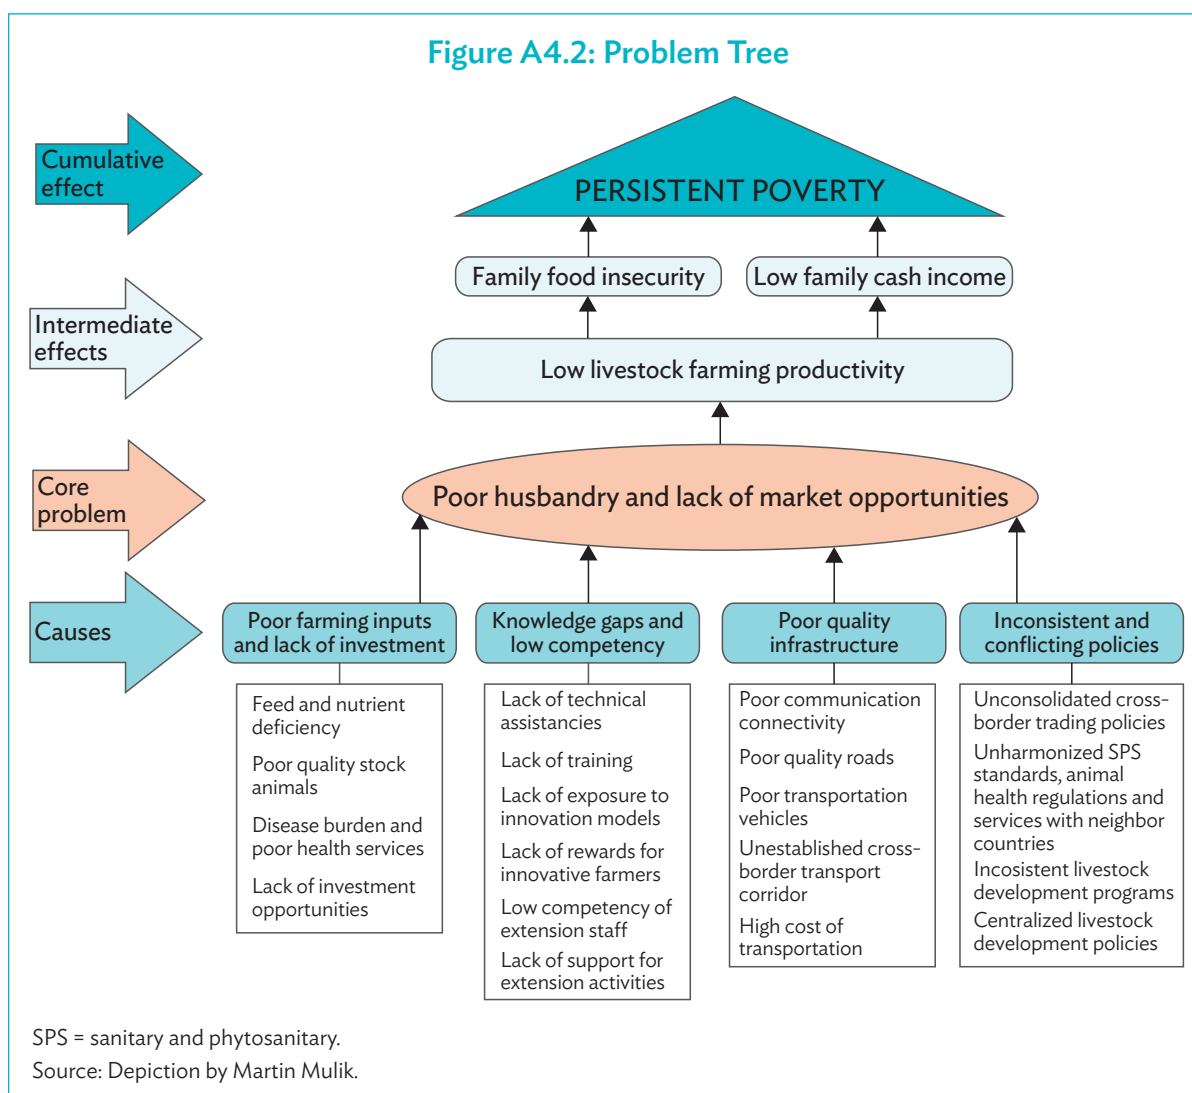 Figure A4.2: Problem Tree
Cumulative
effect
PERSISTENT POVERTY
Family food insecurity
Low family cash income
Intermediate
effects
Low livestock farming productivity
Core
problem
Poor husbandry and lack of market opportunities
Causes
Poor farming inputs
and lack of investment
Knowledge gaps and
low competency
Poor quality
infrastructure
Inconsistent and
conflicting policies
Feed and nutrient
deficiency
Poor quality stock
animals
Disease burden and
poor health services
Lack of investment
opportunities
Lack of technical
assistancies
Lack of training
Lack of exposure to
innovation models
Lack of rewards for
innovative farmers
Low competency of
extension staff
Lack of support for
extension activities
Poor communication
connectivity
Poor quality roads
Poor transportation
vehicles
Unestablished cross-
border transport
corridor
High cost of
transportation
Unconsolidated cross-
border trading policies
Unharmonized SPS
standards, animal
health regulations and
services with neighbor
countries
Incosistent livestock
development programs
Centralized livestock
development policies
SPS = sanitary and phytosanitary.
Source: Depiction by Martin Mulik.